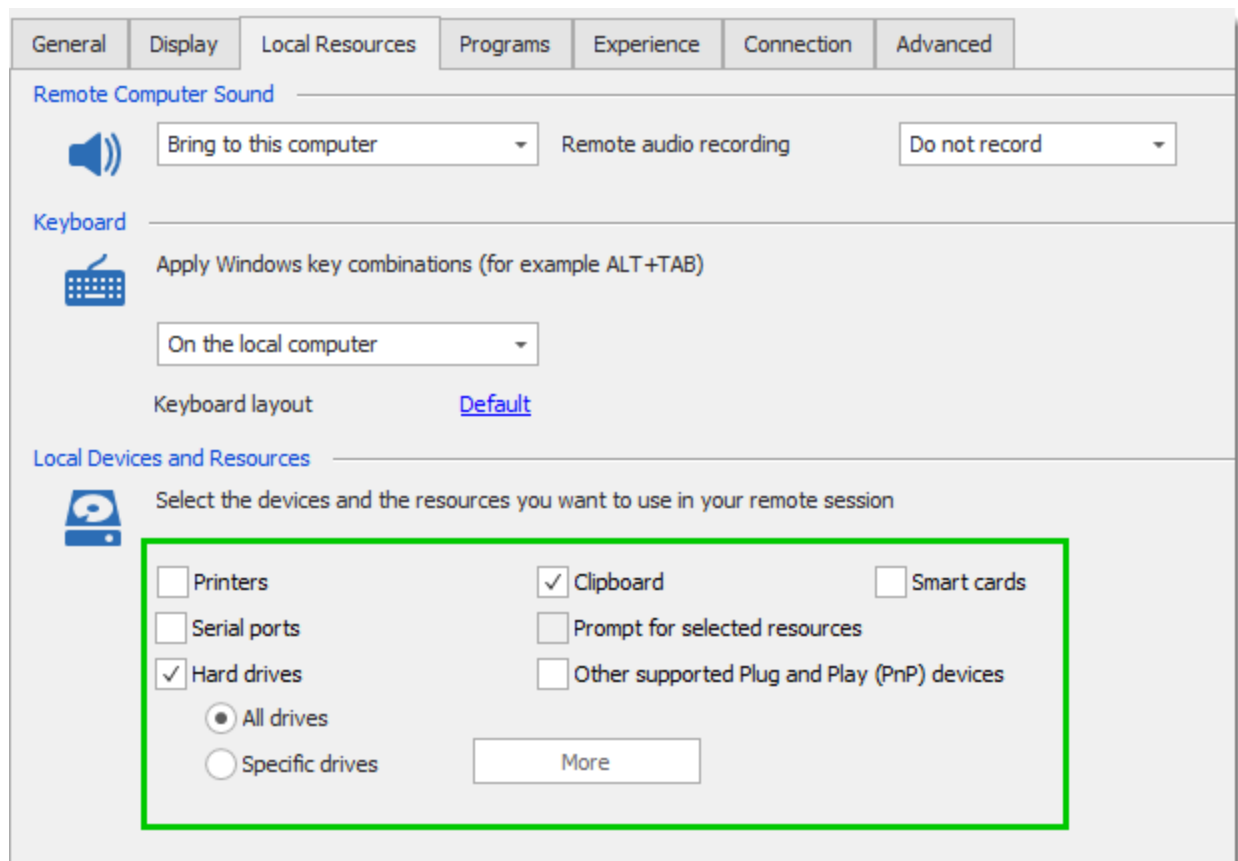 General Display Local Resources Programs Experience Connection Advanced
Remote Computer Sound
Bring to this computer Remote audio recording Do not record
Keyboard
Apply Windows key combinations (for example ALT+TAB)
On the local computer
Keyboard layout Default
Local Devices and Resources
Select the devices and the resources you want to use in your remote session
Printers Clipboard Smart cards
Serial ports Prompt for selected resources
Hard drives Other supported Plug and Play (PnP) devices
All drives
Specific drives More